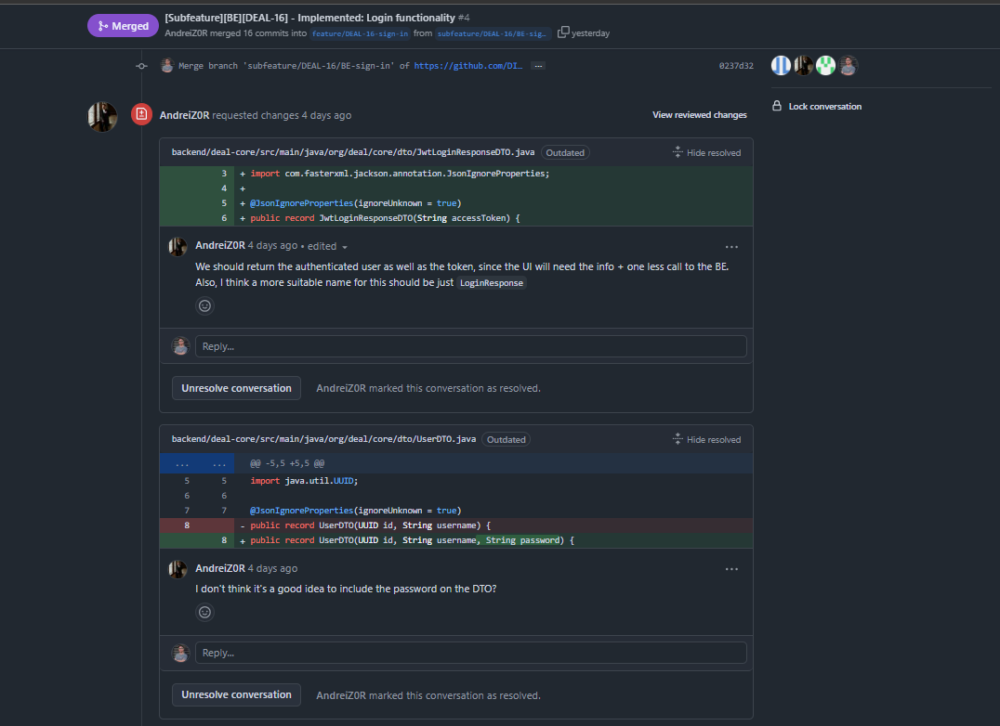 Merged
[Subfeature][BE][DEAL-16] - Implemented: Login functionality #4
AndreiZ0R merged 16 commits into feature/DEAL-16-sign-in from subfeature/DEAL-16/BE-sig… yesterday
Merge branch 'subfeature/DEAL-16/BE-sign-in' of https://github.com/DI… ... 0237d32
Lock conversation
AndreiZ0R requested changes 4 days ago View reviewed changes
backend/deal-core/src/main/java/org/deal/core/dto/JwtLoginResponseDTO.java Outdated Hide resolved
3 + import com.fasterxml.jackson.annotation.JsonIgnoreProperties;
4 +
5 + @JsonIgnoreProperties(ignoreUnknown = true)
6 + public record JwtLoginResponseDTO(String accessToken) {
AndreiZ0R 4 days ago • edited
We should return the authenticated user as well as the token, since the UI will need the info + one less call to the BE.
Also, I think a more suitable name for this should be just LoginResponse
Reply...
Unresolve conversation AndreiZ0R marked this conversation as resolved.
backend/deal-core/src/main/java/org/deal/core/dto/UserDTO.java Outdated Hide resolved
... ... @@ -5,5 +5,5 @@
5 5 import java.util.UUID;
6 6
7 7 @JsonIgnoreProperties(ignoreUnknown = true)
8 - public record UserDTO(UUID id, String username) {
8 + public record UserDTO(UUID id, String username, String password) {
AndreiZ0R 4 days ago
I don't think it's a good idea to include the password on the DTO?
Reply...
Unresolve conversation AndreiZ0R marked this conversation as resolved.